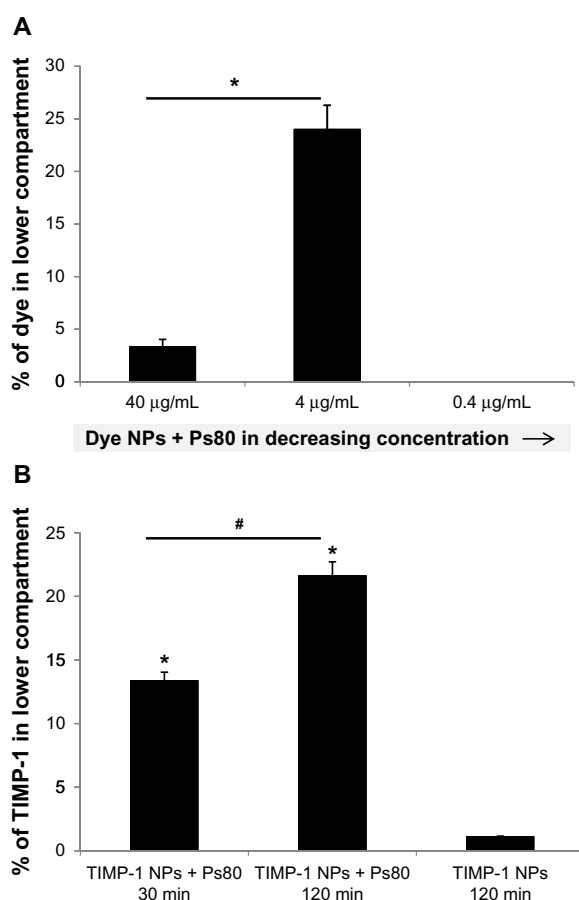 A
% of dye in lower compartment
30
25
20
15
10
5
0
*
40 µg/mL 4 µg/mL 0.4 µg/mL
Dye NPs + Ps80 in decreasing concentration →
B
% of TIMP-1 in lower compartment
25
20
15
10
5
0
#
*
*
TIMP-1 NPs + Ps80 TIMP-1 NPs + Ps80 TIMP-1 NPs
30 min 120 min 120 min